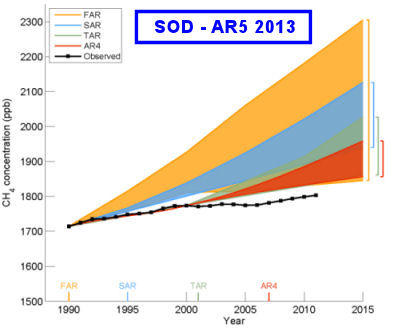 SOD - AR5 2013
FAR
SAR
TAR
AR4
Observed
CH4 concentration (ppb)
2300
2200
2100
2000
1900
1800
1700
1600
1500
FAR SAR TAR AR4
1990 1995 2000 2005 2010 2015
Year